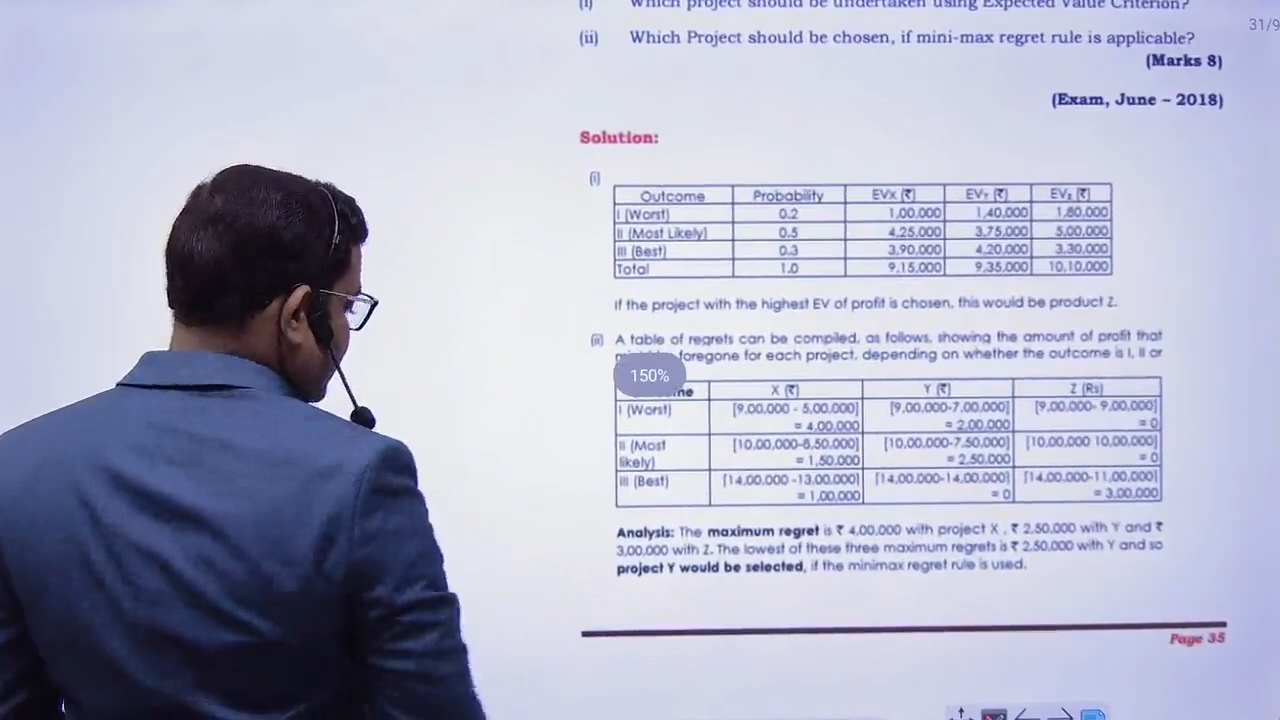 (i) Which project should be undertaken using Expected Value Criterion?
31/9
(ii) Which Project should be chosen, if mini-max regret rule is applicable?
(Marks 8)
(Exam, June – 2018)
Solution:
(i)
Outcome Probability EVX (₹) EVY (₹) EVZ (₹)
I (Worst) 0.2 1,00,000 1,40,000 1,80,000
II (Most Likely) 0.5 4,25,000 3,75,000 5,00,000
III (Best) 0.3 3,90,000 4,20,000 3,30,000
Total 1.0 9,15,000 9,35,000 10,10,000
If the project with the highest EV of profit is chosen, this would be product Z.
(ii) A table of regrets can be compiled, as follows, showing the amount of profit that
foregone for each project, depending on whether the outcome is I, II or
150%
me X (₹) Y (₹) Z (Rs)
I (Worst) [9,00,000 - 5,00,000] [9,00,000-7,00,000] [9,00,000- 9,00,000]
= 4,00,000 = 2,00,000 = 0
II (Most [10,00,000-8,50,000] [10,00,000-7,50,000] [10,00,000 10,00,000]
likely) = 1,50,000 = 2,50,000 = 0
III (Best) [14,00,000 -13,00,000] [14,00,000-14,00,000] [14,00,000-11,00,000]
= 1,00,000 = 0 = 3,00,000
Analysis: The maximum regret is ₹ 4,00,000 with project X , ₹ 2,50,000 with Y and ₹
3,00,000 with Z. The lowest of these three maximum regrets is ₹ 2,50,000 with Y and so
project Y would be selected, if the minimax regret rule is used.
Page 35